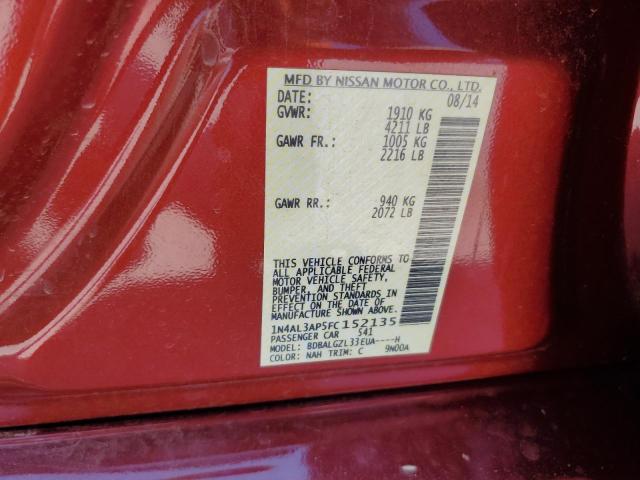 MFD BY NISSAN MOTOR CO., LTD.
DATE: 08/14
GVWR: 1910 KG
4211 LB
GAWR FR.: 1005 KG
2216 LB
GAWR RR.: 940 KG
2072 LB
THIS VEHICLE CONFORMS TO
ALL APPLICABLE FEDERAL
MOTOR VEHICLE SAFETY,
BUMPER, AND THEFT
PREVENTION STANDARDS IN
EFFECT ON THE DATE OF
MANUFACTURE SHOWN ABOVE.
1N4AL3AP5FC152135
PASSENGER CAR 541
MODEL: BDBALGZL33EUA----H
COLOR: NAH TRIM: C 9N00A